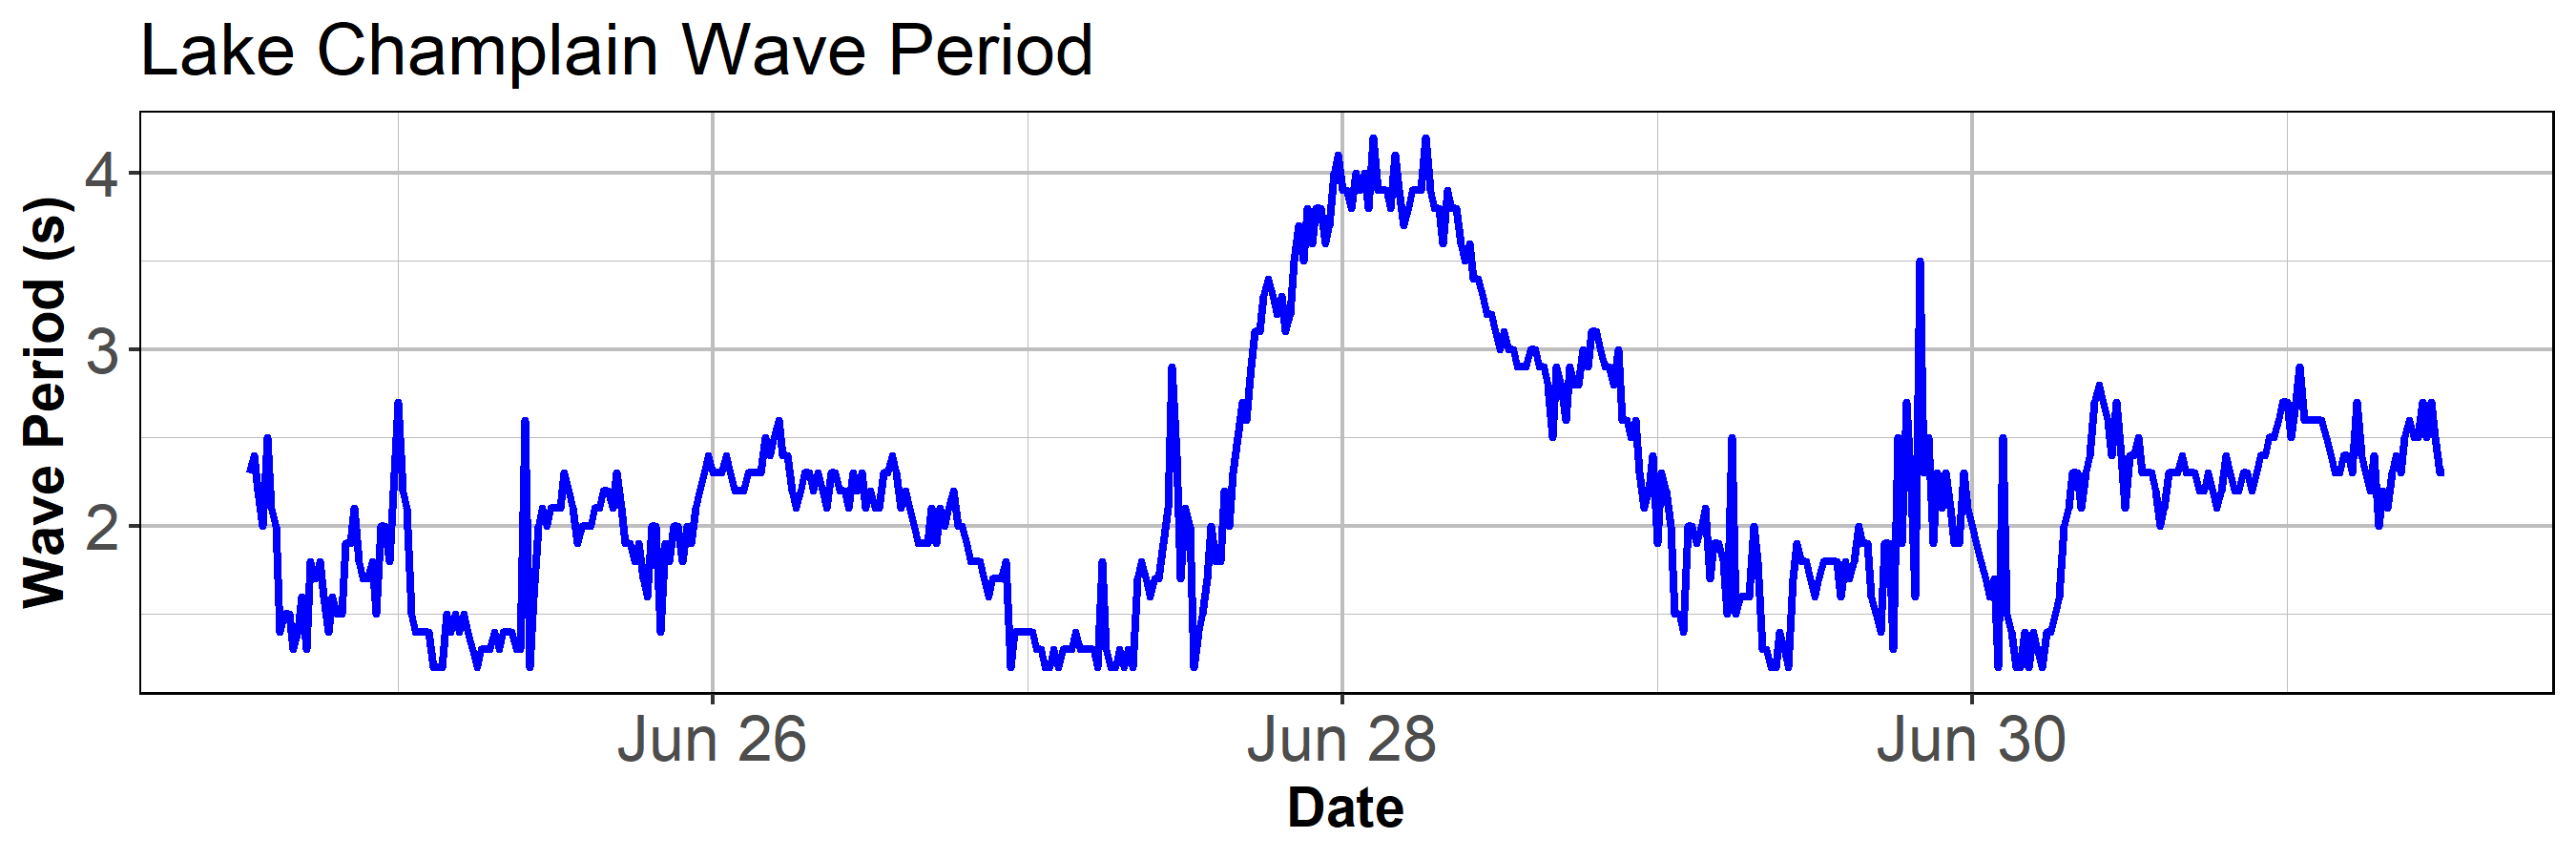 Lake Champlain Wave Period
Wave Period (s)
4
3
2
Jun 26 Jun 28 Jun 30
Date